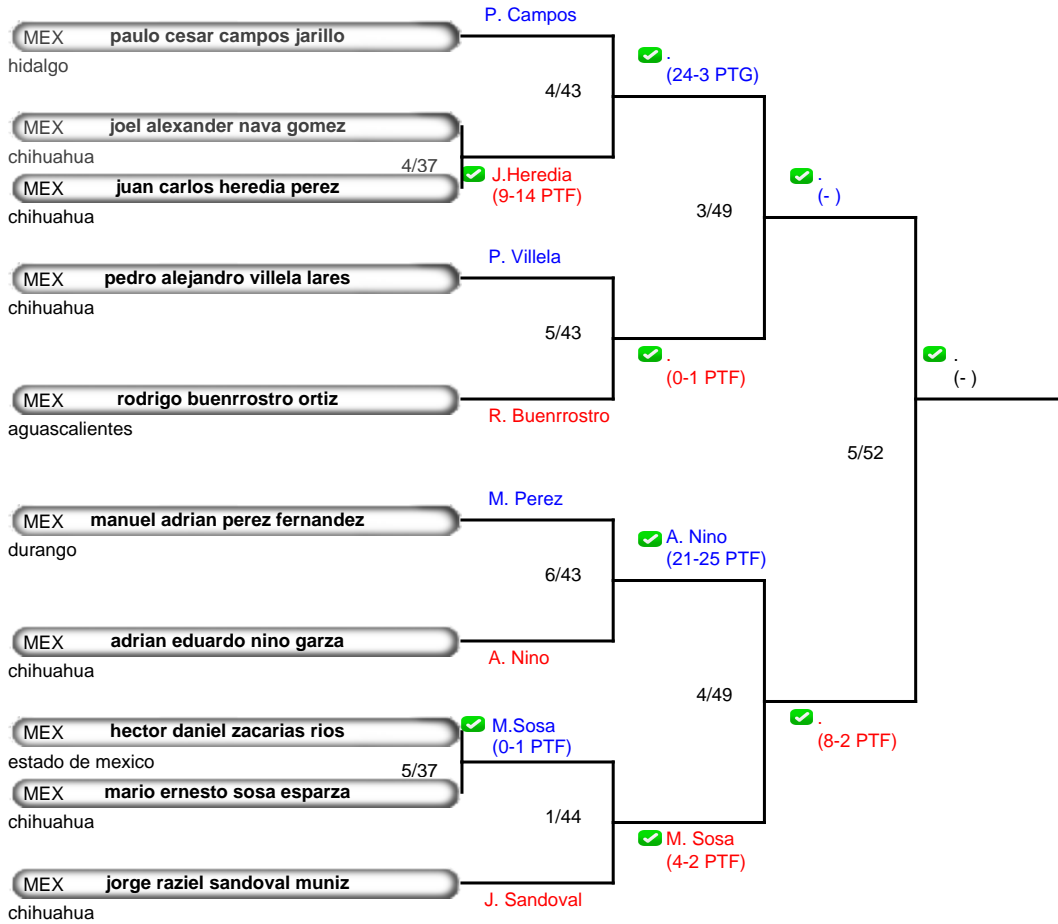 P. Campos
MEX paulo cesar campos jarillo
hidalgo
4/43
.
(24-3 PTG)
MEX joel alexander nava gomez
chihuahua
4/37
MEX juan carlos heredia perez
chihuahua
J.Heredia
(9-14 PTF)
3/49
.
(- )
P. Villela
MEX pedro alejandro villela lares
chihuahua
5/43
.
(0-1 PTF)
MEX rodrigo buenrrostro ortiz
aguascalientes
R. Buenrrostro
.
(- )
5/52
M. Perez
MEX manuel adrian perez fernandez
durango
6/43
A. Nino
(21-25 PTF)
MEX adrian eduardo nino garza
chihuahua
A. Nino
4/49
.
(8-2 PTF)
MEX hector daniel zacarias rios
estado de mexico
5/37
M.Sosa
(0-1 PTF)
MEX mario ernesto sosa esparza
chihuahua
1/44
M. Sosa
(4-2 PTF)
MEX jorge raziel sandoval muniz
chihuahua
J. Sandoval